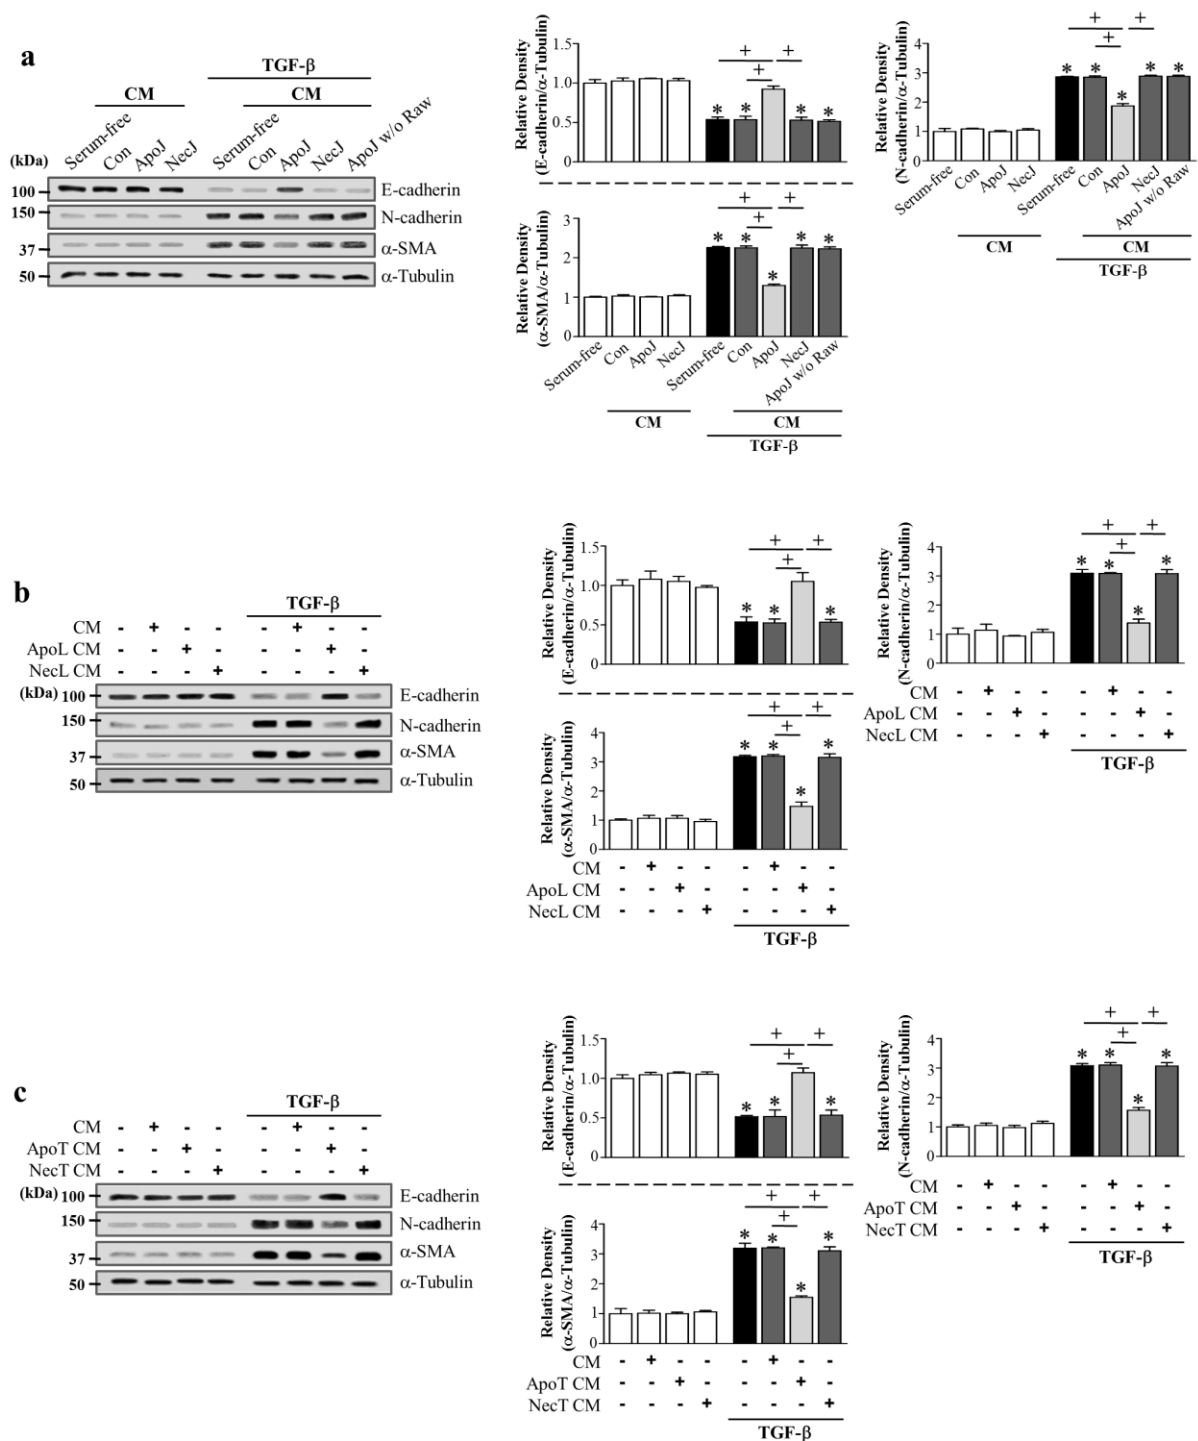 a
TGF-β
CM
CM
Serum-free
Con
ApoJ
NecJ
Serum-free
Con
ApoJ
NecJ
ApoJ w/o Raw
(kDa)
100
E-cadherin
150
N-cadherin
37
α-SMA
50
α-Tubulin
Relative Density
(E-cadherin/α-Tubulin)
1.5
1.0
0.5
0
+ +
+
* * * *
Relative Density
(α-SMA/α-Tubulin)
3
2
1
0
+ +
+
* * * * *
Serum-free
Con
ApoJ
NecJ
Serum-free
Con
ApoJ
NecJ
ApoJ w/o Raw
CM
CM
TGF-β
Relative Density
(N-cadherin/α-Tubulin)
4
3
2
1
0
+ +
+
* * * * *
Serum-free
Con
ApoJ
NecJ
Serum-free
Con
ApoJ
NecJ
ApoJ w/o Raw
CM
CM
TGF-β
b
TGF-β
CM - + - - - + - -
ApoL CM - - + - - - + -
NecL CM - - - + - - - +
(kDa)
100
E-cadherin
150
N-cadherin
37
α-SMA
50
α-Tubulin
Relative Density
(E-cadherin/α-Tubulin)
1.5
1.0
0.5
0
+ +
+
* * *
Relative Density
(α-SMA/α-Tubulin)
4
3
2
1
0
+ +
+
* * * *
CM - + - - - + - -
ApoL CM - - + - - - + -
NecL CM - - - + - - - +
TGF-β
Relative Density
(N-cadherin/α-Tubulin)
4
3
2
1
0
+ +
+
* * * *
CM - + - - - + - -
ApoL CM - - + - - - + -
NecL CM - - - + - - - +
TGF-β
c
TGF-β
CM - + - - - + - -
ApoT CM - - + - - - + -
NecT CM - - - + - - - +
(kDa)
100
E-cadherin
150
N-cadherin
37
α-SMA
50
α-Tubulin
Relative Density
(E-cadherin/α-Tubulin)
1.5
1.0
0.5
0
+ +
+
* * *
Relative Density
(α-SMA/α-Tubulin)
4
3
2
1
0
+ +
+
* * * *
CM - + - - - + - -
ApoT CM - - + - - - + -
NecT CM - - - + - - - +
TGF-β
Relative Density
(N-cadherin/α-Tubulin)
4
3
2
1
0
+ +
+
* * * *
CM - + - - - + - -
ApoT CM - - + - - - + -
NecT CM - - - + - - - +
TGF-β